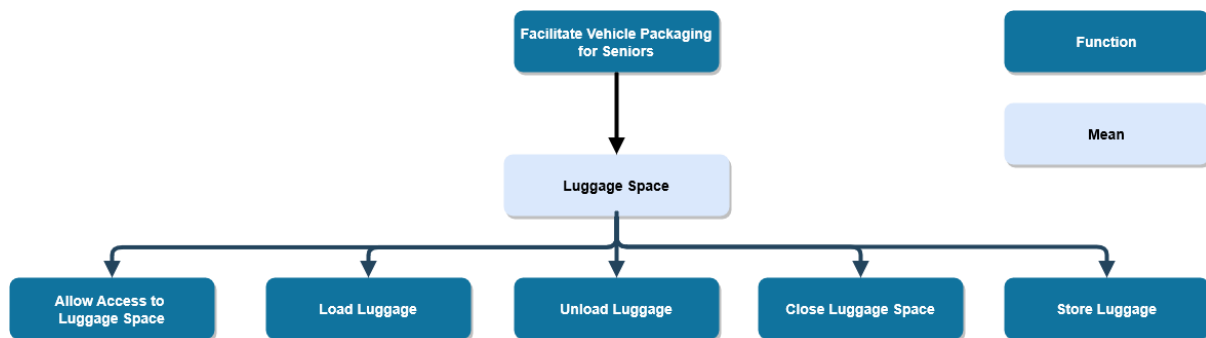 Facilitate Vehicle Packaging
for Seniors
Function
Mean
Luggage Space
Allow Access to
Luggage Space
Load Luggage
Unload Luggage
Close Luggage Space
Store Luggage